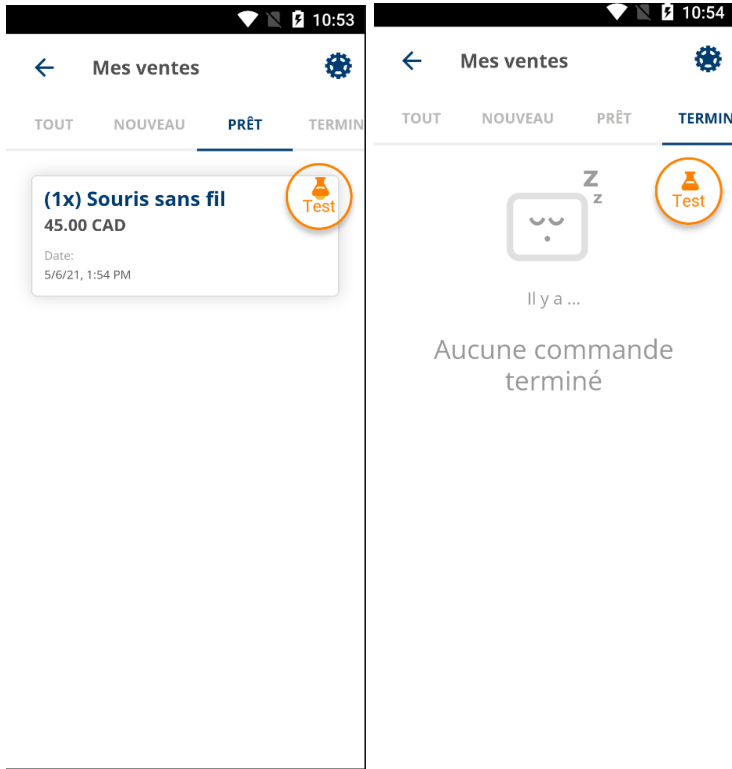 10:53
Mes ventes
TOUT NOUVEAU PRÊT TERMIN
(1x) Souris sans fil
45.00 CAD
Test
Date:
5/6/21, 1:54 PM
10:54
Mes ventes
TOUT NOUVEAU PRÊT TERMIN
z
z
Test
Il y a ...
Aucune commande
terminé